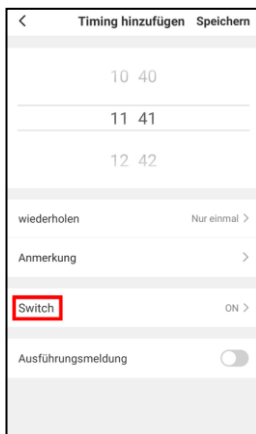 < Timing hinzufügen Speichern
10 40
11 41
12 42
wiederholen Nur einmal >
Anmerkung >
Switch ON >
Ausführungsmeldung